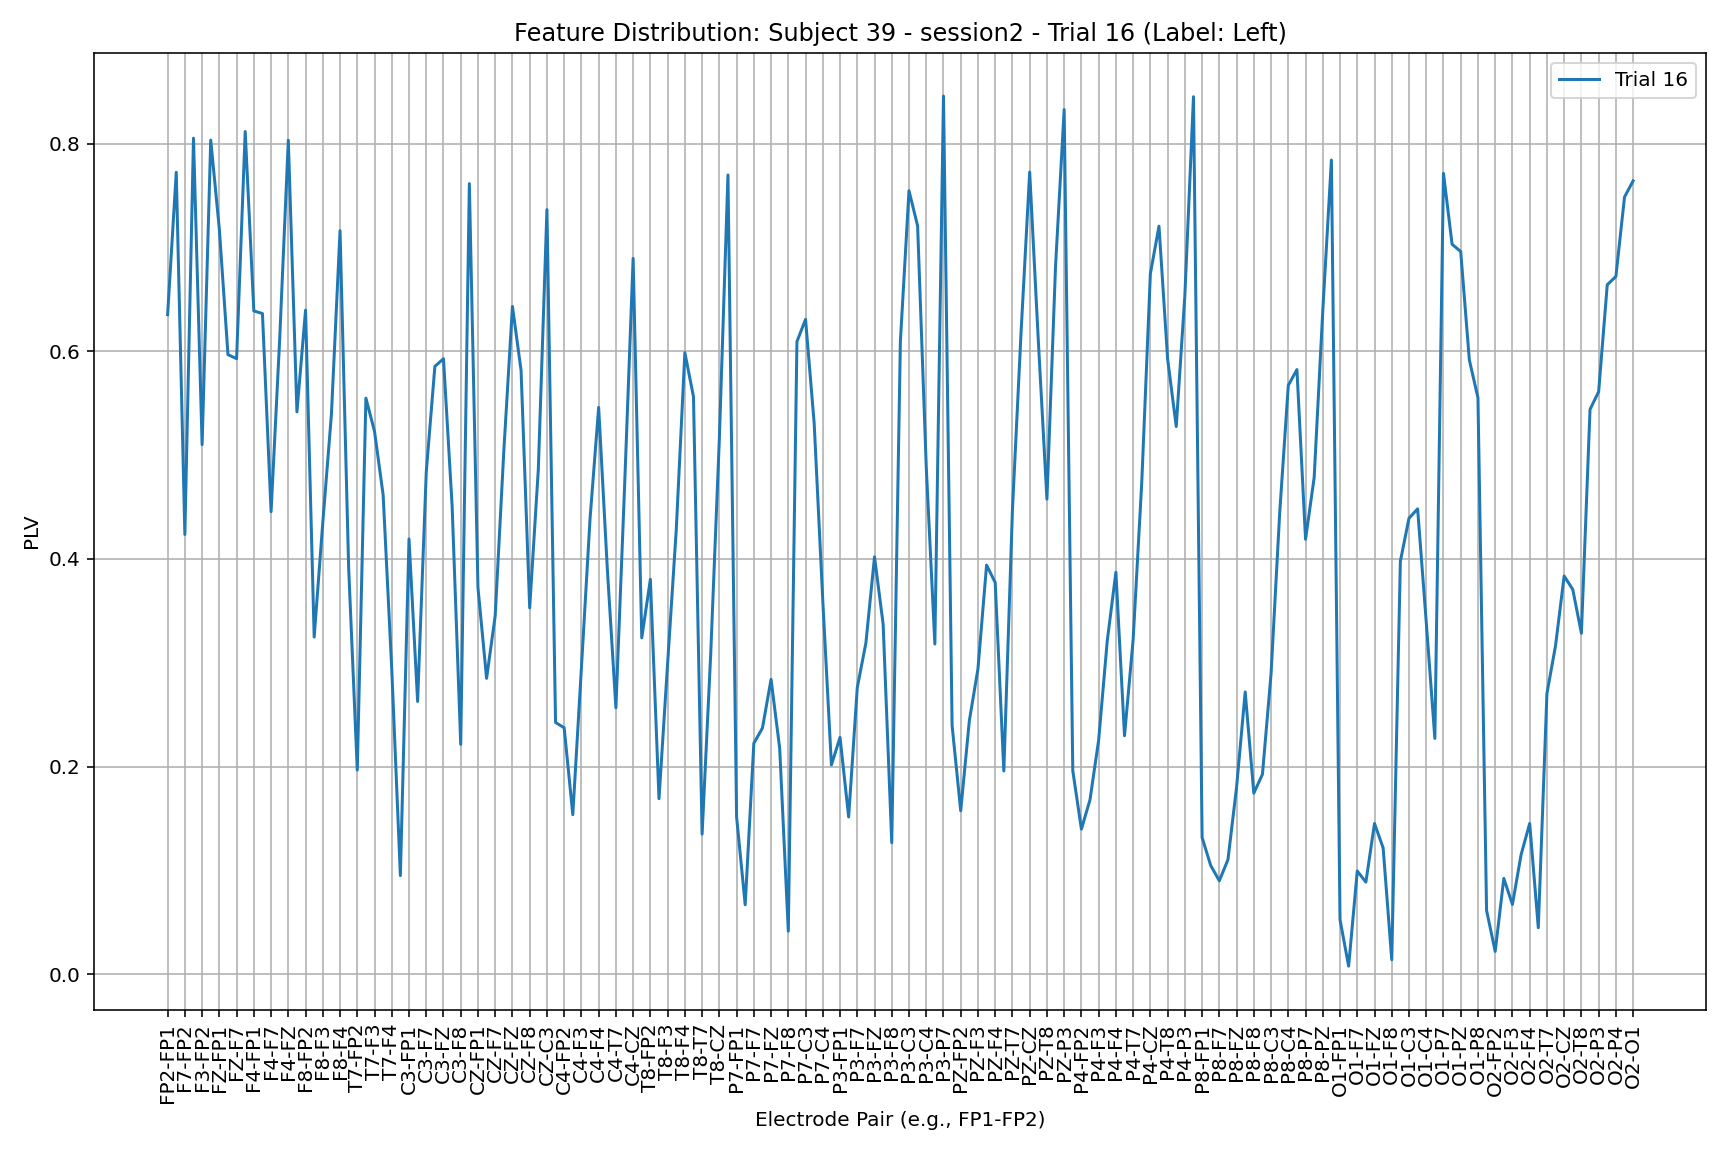 Feature Distribution: Subject 39 - session2 - Trial 16 (Label: Left)
Trial 16
PLV
0.8
0.6
0.4
0.2
0.0
FP2-FP1
F7-FP2
F3-FP2
FZ-FP1
FZ-F7
F4-FP1
F4-F7
F4-FZ
F8-FP2
F8-F3
F8-F4
T7-FP2
T7-F3
T7-F4
C3-FP1
C3-F7
C3-FZ
C3-F8
CZ-FP1
CZ-F7
CZ-FZ
CZ-F8
CZ-C3
C4-FP2
C4-F3
C4-F4
C4-T7
C4-CZ
T8-FP2
T8-F3
T8-F4
T8-T7
T8-CZ
P7-FP1
P7-F7
P7-FZ
P7-F8
P7-C3
P7-C4
P3-FP1
P3-F7
P3-FZ
P3-F8
P3-C3
P3-C4
P3-P7
PZ-FP2
PZ-F3
PZ-F4
PZ-T7
PZ-CZ
PZ-T8
PZ-P3
P4-FP2
P4-F3
P4-F4
P4-T7
P4-CZ
P4-T8
P4-P3
P8-FP1
P8-F7
P8-FZ
P8-F8
P8-C3
P8-C4
P8-P7
P8-PZ
O1-FP1
O1-F7
O1-FZ
O1-F8
O1-C3
O1-C4
O1-P7
O1-PZ
O1-P8
O2-FP2
O2-F3
O2-F4
O2-T7
O2-CZ
O2-T8
O2-P3
O2-P4
O2-O1
Electrode Pair (e.g., FP1-FP2)